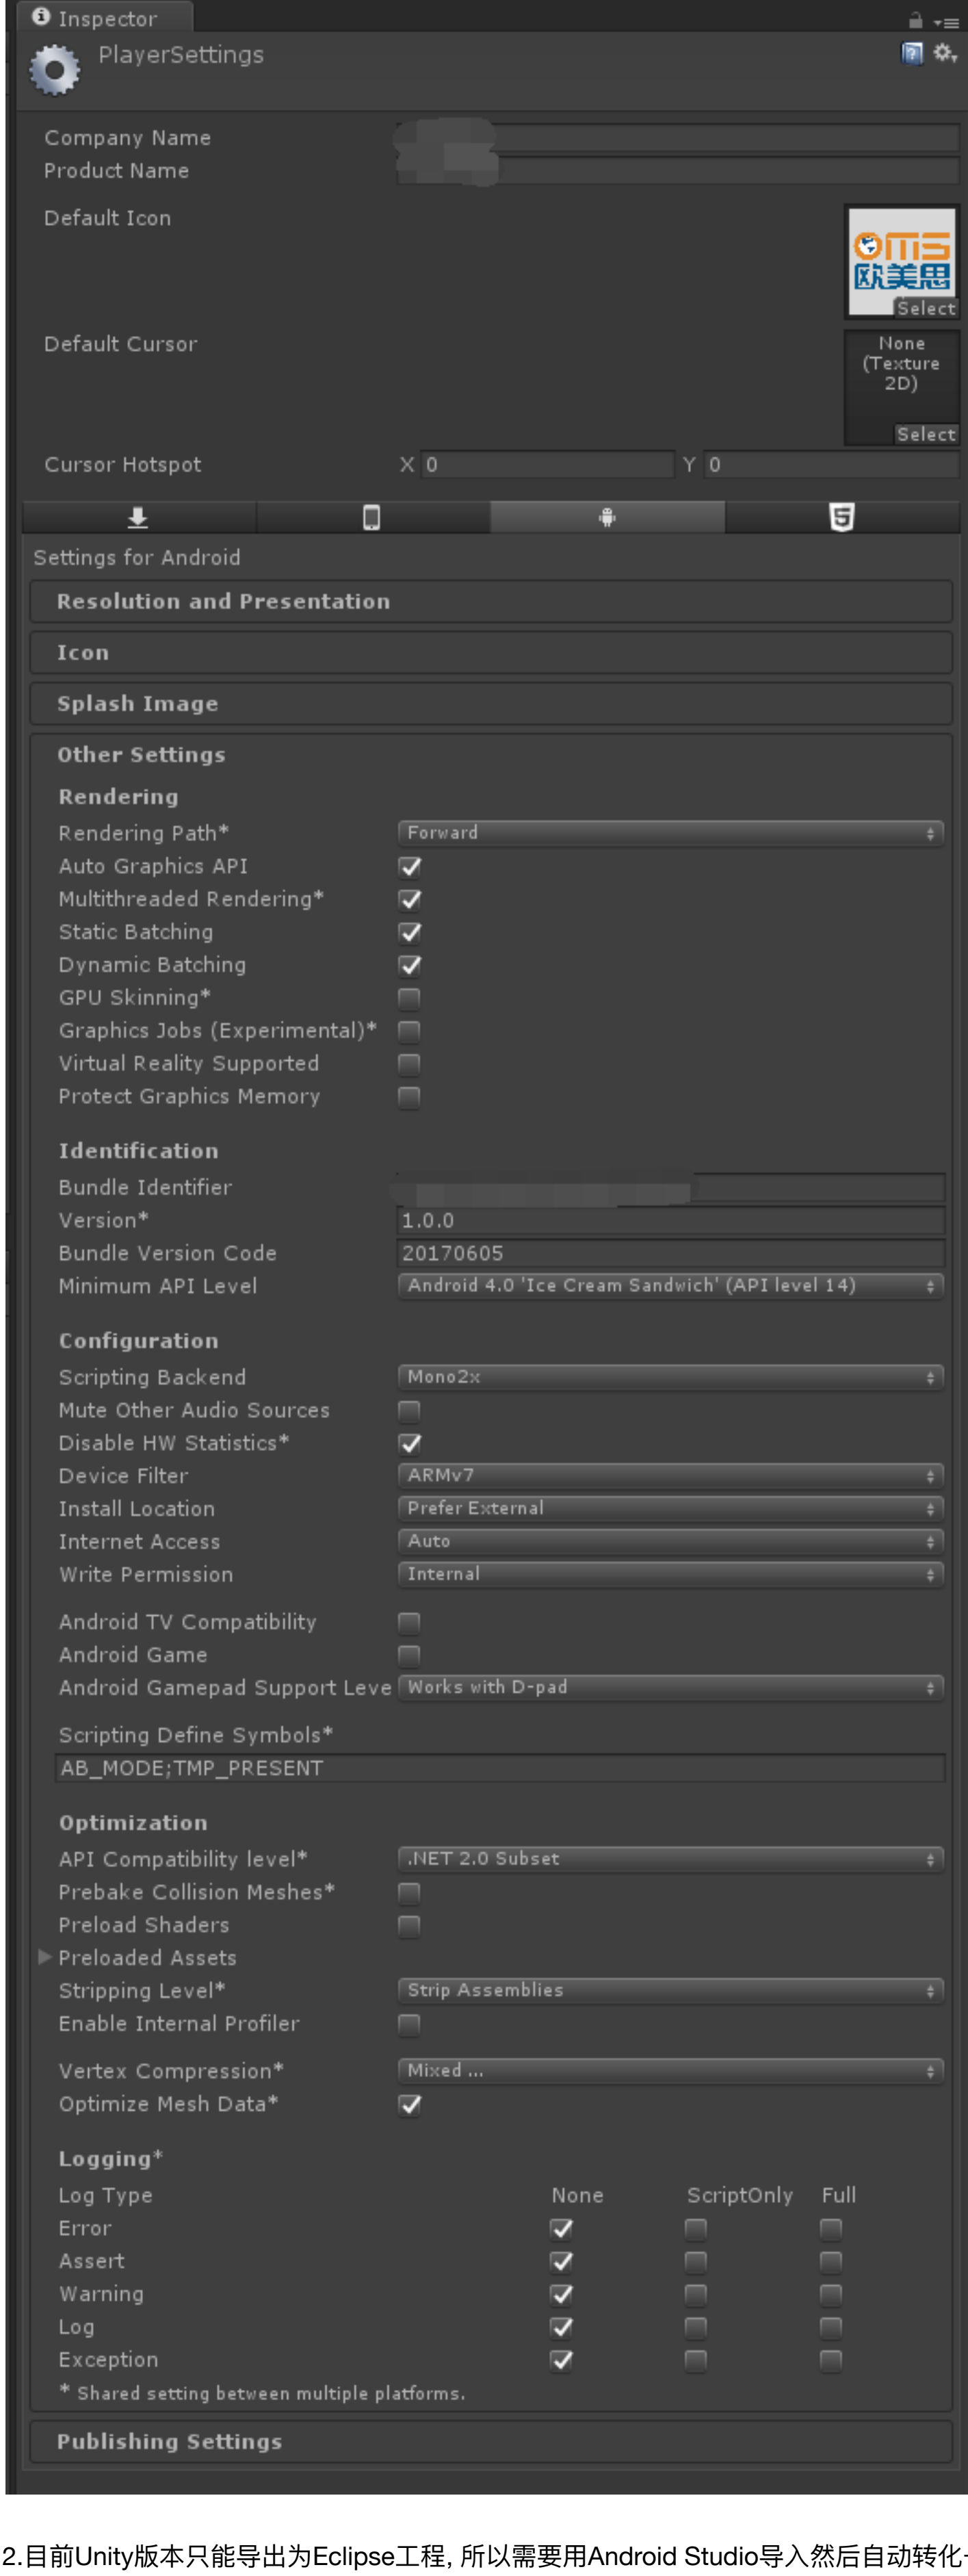 Inspector
PlayerSettings
Company Name
Product Name
Default Icon
OMS
欧美思
Select
Default Cursor
None
(Texture
2D)
Select
Cursor Hotspot X 0 Y 0
Settings for Android
Resolution and Presentation
Icon
Splash Image
Other Settings
Rendering
Rendering Path* Forward
Auto Graphics API
Multithreaded Rendering*
Static Batching
Dynamic Batching
GPU Skinning*
Graphics Jobs (Experimental)*
Virtual Reality Supported
Protect Graphics Memory
Identification
Bundle Identifier
Version* 1.0.0
Bundle Version Code 20170605
Minimum API Level Android 4.0 'Ice Cream Sandwich' (API level 14)
Configuration
Scripting Backend Mono2x
Mute Other Audio Sources
Disable HW Statistics*
Device Filter ARMv7
Install Location Prefer External
Internet Access Auto
Write Permission Internal
Android TV Compatibility
Android Game
Android Gamepad Support Leve Works with D-pad
Scripting Define Symbols*
AB_MODE;TMP_PRESENT
Optimization
API Compatibility level* .NET 2.0 Subset
Prebake Collision Meshes*
Preload Shaders
Preloaded Assets
Stripping Level* Strip Assemblies
Enable Internal Profiler
Vertex Compression* Mixed ...
Optimize Mesh Data*
Logging*
Log Type None ScriptOnly Full
Error
Assert
Warning
Log
Exception
* Shared setting between multiple platforms.
Publishing Settings
2.目前Unity版本只能导出为Eclipse工程, 所以需要用Android Studio导入然后自动转化